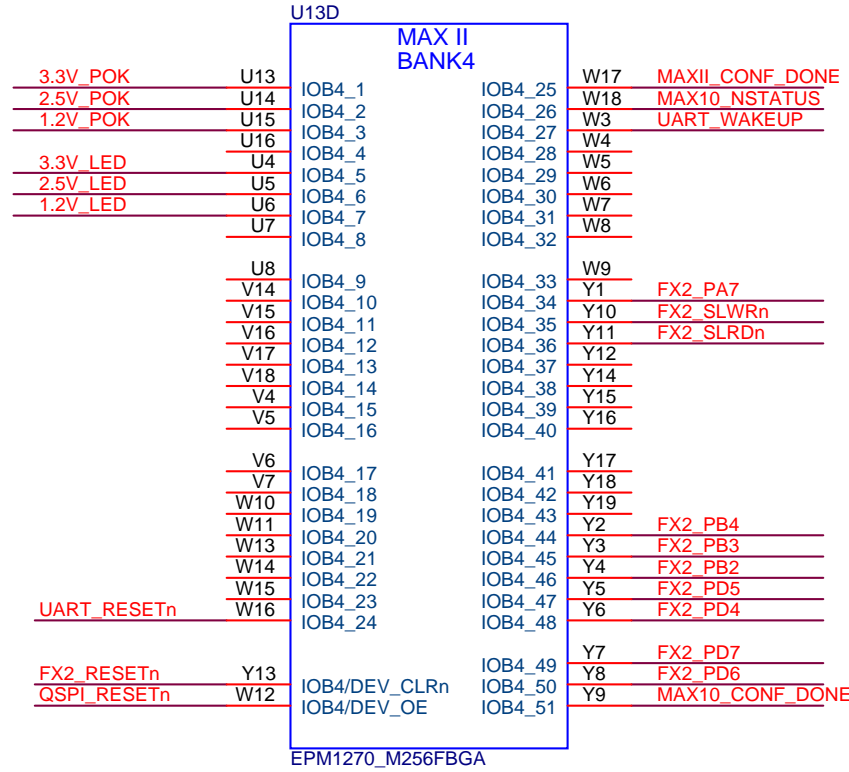 U13D
MAX II
BANK4
3.3V_POK U13 IOB4_1 IOB4_25 W17 MAXII_CONF_DONE
2.5V_POK U14 IOB4_2 IOB4_26 W18 MAX10_NSTATUS
1.2V_POK U15 IOB4_3 IOB4_27 W3 UART_WAKEUP
U16 IOB4_4 IOB4_28 W4
3.3V_LED U4 IOB4_5 IOB4_29 W5
2.5V_LED U5 IOB4_6 IOB4_30 W6
1.2V_LED U6 IOB4_7 IOB4_31 W7
U7 IOB4_8 IOB4_32 W8
U8 IOB4_9 IOB4_33 W9
V14 IOB4_10 IOB4_34 Y1 FX2_PA7
V15 IOB4_11 IOB4_35 Y10 FX2_SLWRn
V16 IOB4_12 IOB4_36 Y11 FX2_SLRDn
V17 IOB4_13 IOB4_37 Y12
V18 IOB4_14 IOB4_38 Y14
V4 IOB4_15 IOB4_39 Y15
V5 IOB4_16 IOB4_40 Y16
V6 IOB4_17 IOB4_41 Y17
V7 IOB4_18 IOB4_42 Y18
W10 IOB4_19 IOB4_43 Y19
W11 IOB4_20 IOB4_44 Y2 FX2_PB4
W13 IOB4_21 IOB4_45 Y3 FX2_PB3
W14 IOB4_22 IOB4_46 Y4 FX2_PB2
W15 IOB4_23 IOB4_47 Y5 FX2_PD5
UART_RESETn W16 IOB4_24 IOB4_48 Y6 FX2_PD4
IOB4_49 Y7 FX2_PD7
FX2_RESETn Y13 IOB4/DEV_CLRn IOB4_50 Y8 FX2_PD6
QSPI_RESETn W12 IOB4/DEV_OE IOB4_51 Y9 MAX10_CONF_DONE
EPM1270_M256FBGA